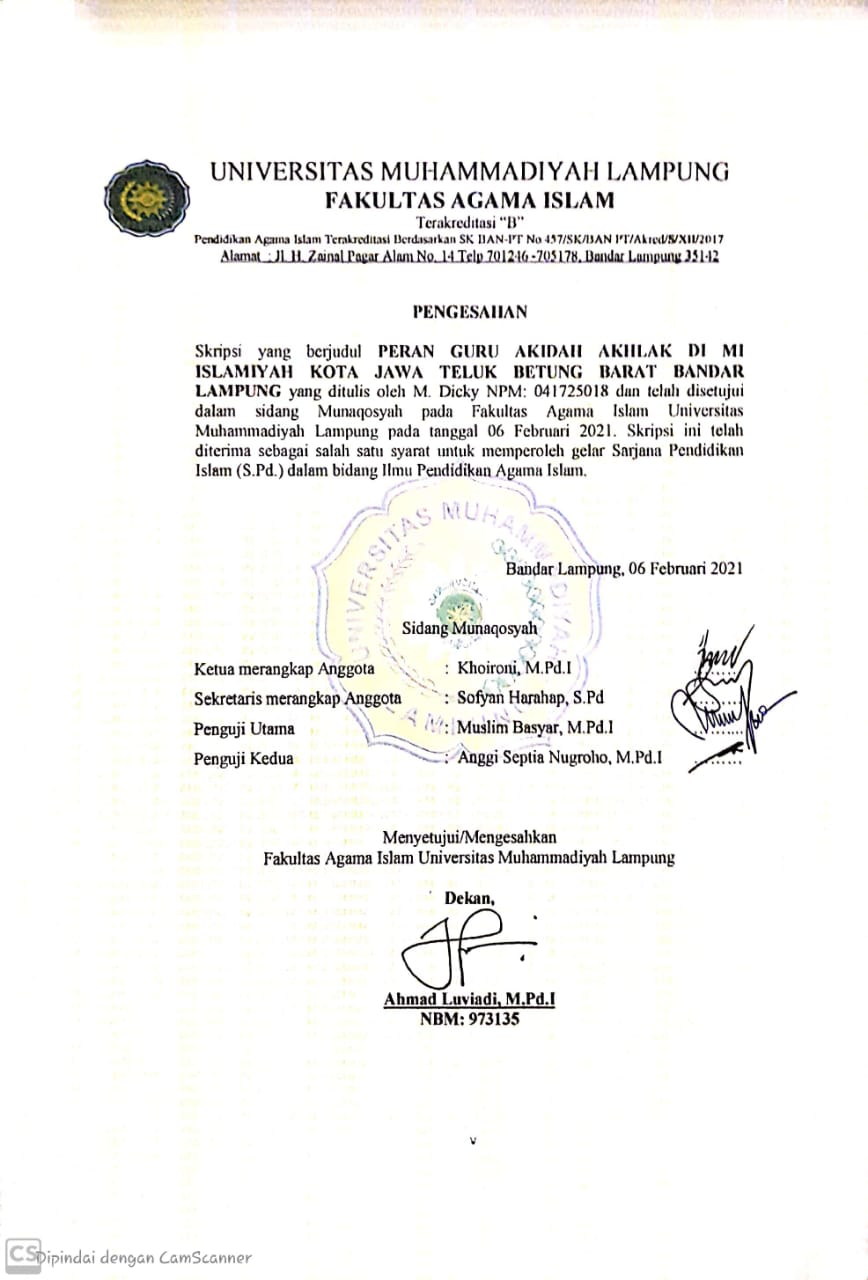 UNIVERSITAS MUHAMMADIYAH LAMPUNG
FAKULTAS AGAMA ISLAM
Terakreditasi "B"
Pendidikan Agama Islam Terakreditasi Berdasarkan SK BAN-PT No 457/SK/BAN PT/Akred/S/XII/2017
Alamat : Jl. H. Zainal Pagar Alam No. 14 Telp 701246 -705178, Bandar Lampung 35142
PENGESAHAN
Skripsi yang berjudul PERAN GURU AKIDAH AKHLAK DI MI
ISLAMIYAH KOTA JAWA TELUK BETUNG BARAT BANDAR
LAMPUNG yang ditulis oleh M. Dicky NPM: 041725018 dan telah disetujui
dalam sidang Munaqosyah pada Fakultas Agama Islam Universitas
Muhammadiyah Lampung pada tanggal 06 Februari 2021. Skripsi ini telah
diterima sebagai salah satu syarat untuk memperoleh gelar Sarjana Pendidikan
Islam (S.Pd.) dalam bidang Ilmu Pendidikan Agama Islam.
UNIVERSITAS MUHAMMADIYAH
LAMPUNG
Bandar Lampung, 06 Februari 2021
Sidang Munaqosyah
Ketua merangkap Anggota : Khoironi, M.Pd.I
Sekretaris merangkap Anggota : Sofyan Harahap, S.Pd
Penguji Utama : Muslim Basyar, M.Pd.I
Penguji Kedua : Anggi Septia Nugroho, M.Pd.I ........
Menyetujui/Mengesahkan
Fakultas Agama Islam Universitas Muhammadiyah Lampung
Dekan,
Ahmad Luviadi, M.Pd.I
NBM: 973135
v
CS Dipindai dengan CamScanner